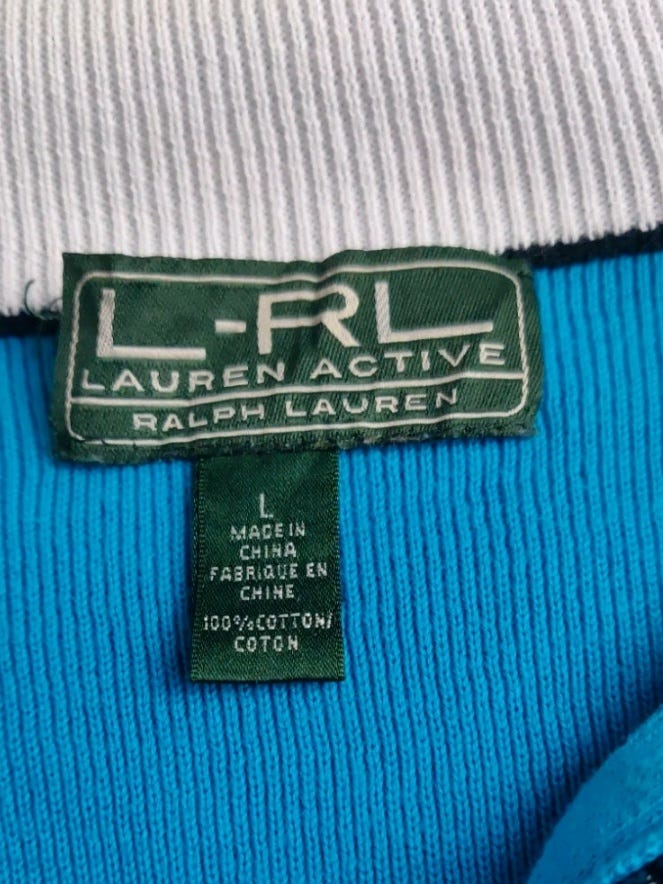 L-RL
LAUREN ACTIVE
RALPH LAUREN
L
MADE IN
CHINA
FABRIQUE EN
CHINE
100% COTTON/
COTON